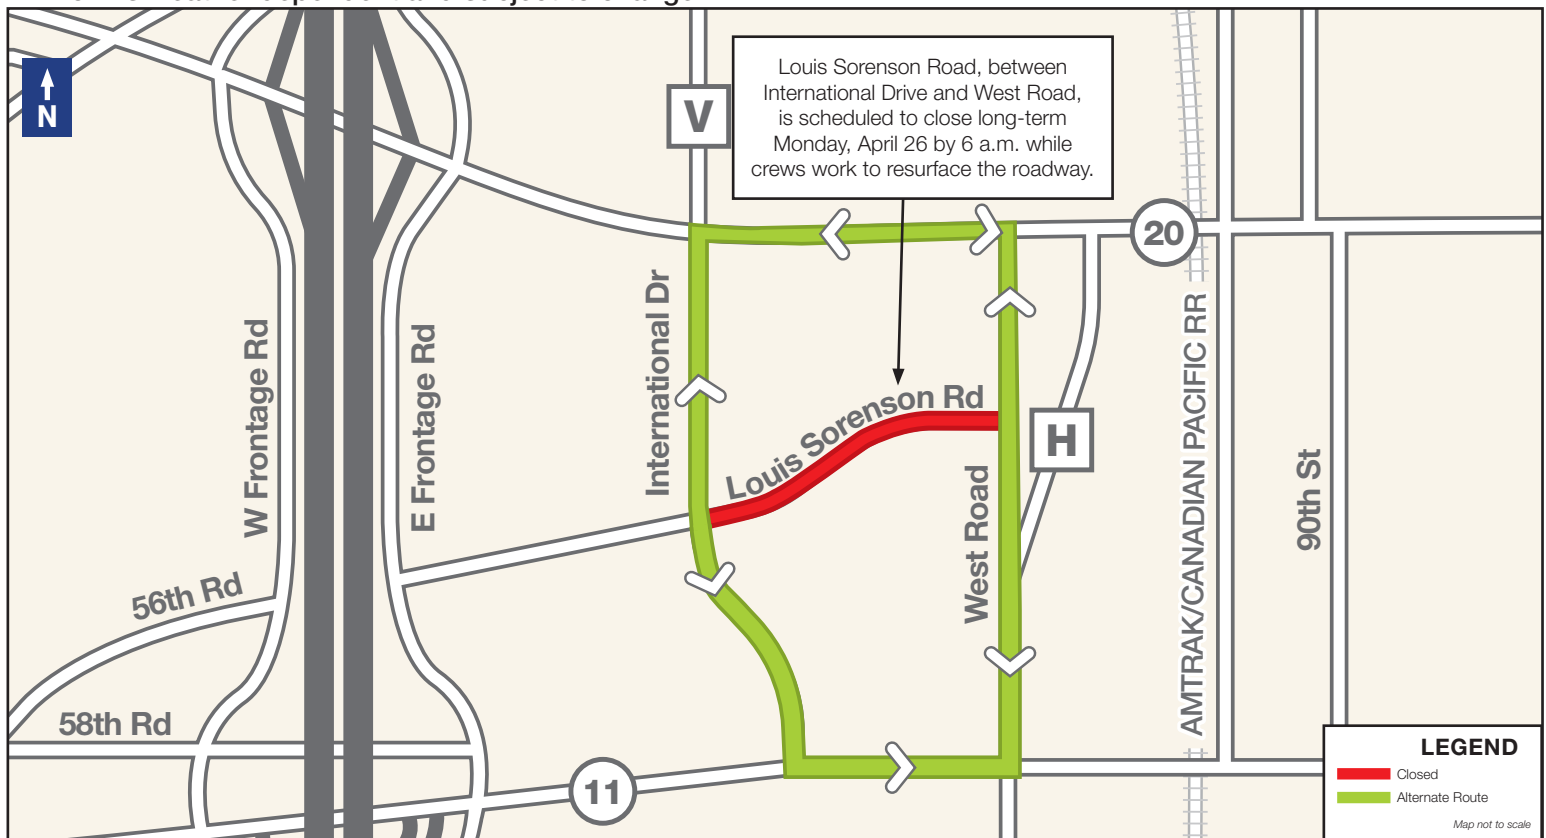 N
V
Louis Sorenson Road, between
International Drive and West Road,
is scheduled to close long-term
Monday, April 26 by 6 a.m. while
crews work to resurface the roadway.
20
International Dr
W Frontage Rd
E Frontage Rd
Louis Sorenson Rd
H
West Road
AMTRAK/CANADIAN PACIFIC RR
90th St
56th Rd
58th Rd
11
LEGEND
Closed
Alternate Route
Map not to scale